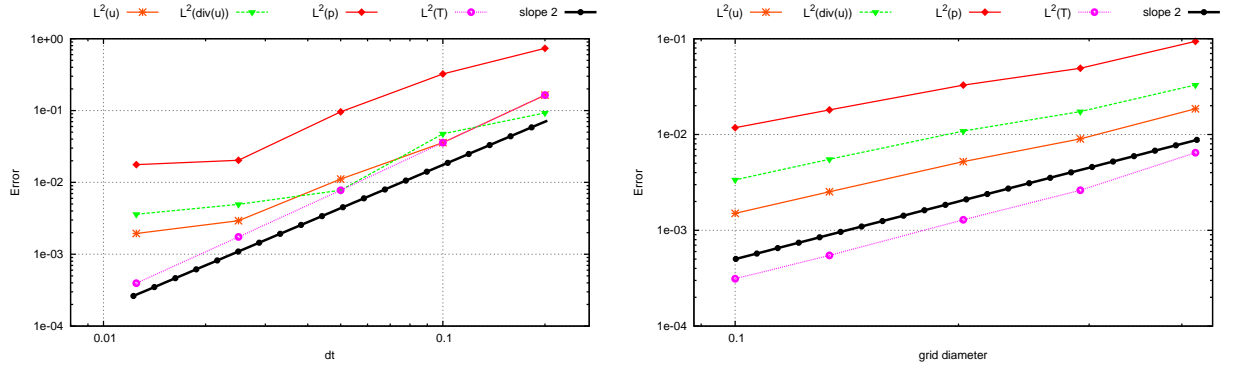 L²(u) L²(div(u)) L²(p) L²(T) slope 2
1e+00
1e-01
1e-02
1e-03
1e-04
Error
0.01 0.1
dt
L²(u) L²(div(u)) L²(p) L²(T) slope 2
1e-01
1e-02
1e-03
1e-04
Error
0.1
grid diameter